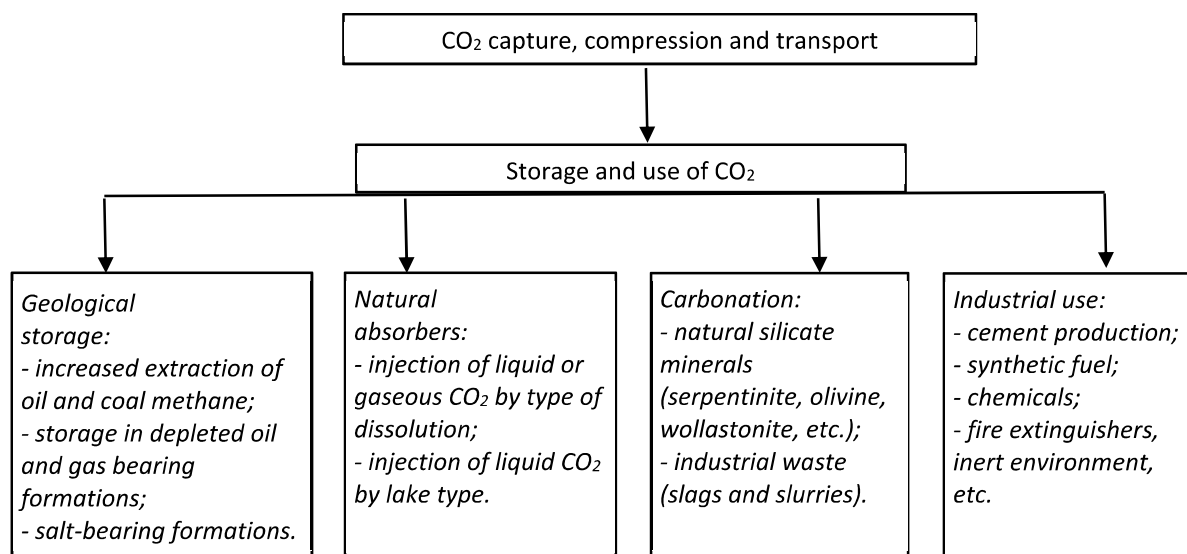 CO₂ capture, compression and transport
Storage and use of CO₂
Geological
storage:
- increased extraction of
oil and coal methane;
- storage in depleted oil
and gas bearing
formations;
- salt-bearing formations.
Natural
absorbers:
- injection of liquid or
gaseous CO₂ by type of
dissolution;
- injection of liquid CO₂
by lake type.
Carbonation:
- natural silicate
minerals
(serpentinite, olivine,
wollastonite, etc.);
- industrial waste
(slags and slurries).
Industrial use:
- cement production;
- synthetic fuel;
- chemicals;
- fire extinguishers,
inert environment,
etc.